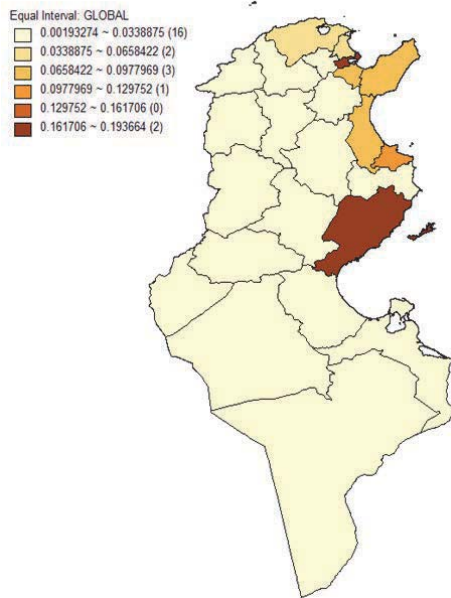 Equal Interval: GLOBAL
0.00193274 ~ 0.0338875 (16)
0.0338875 ~ 0.0658422 (2)
0.0658422 ~ 0.0977969 (3)
0.0977969 ~ 0.129752 (1)
0.129752 ~ 0.161706 (0)
0.161706 ~ 0.193664 (2)